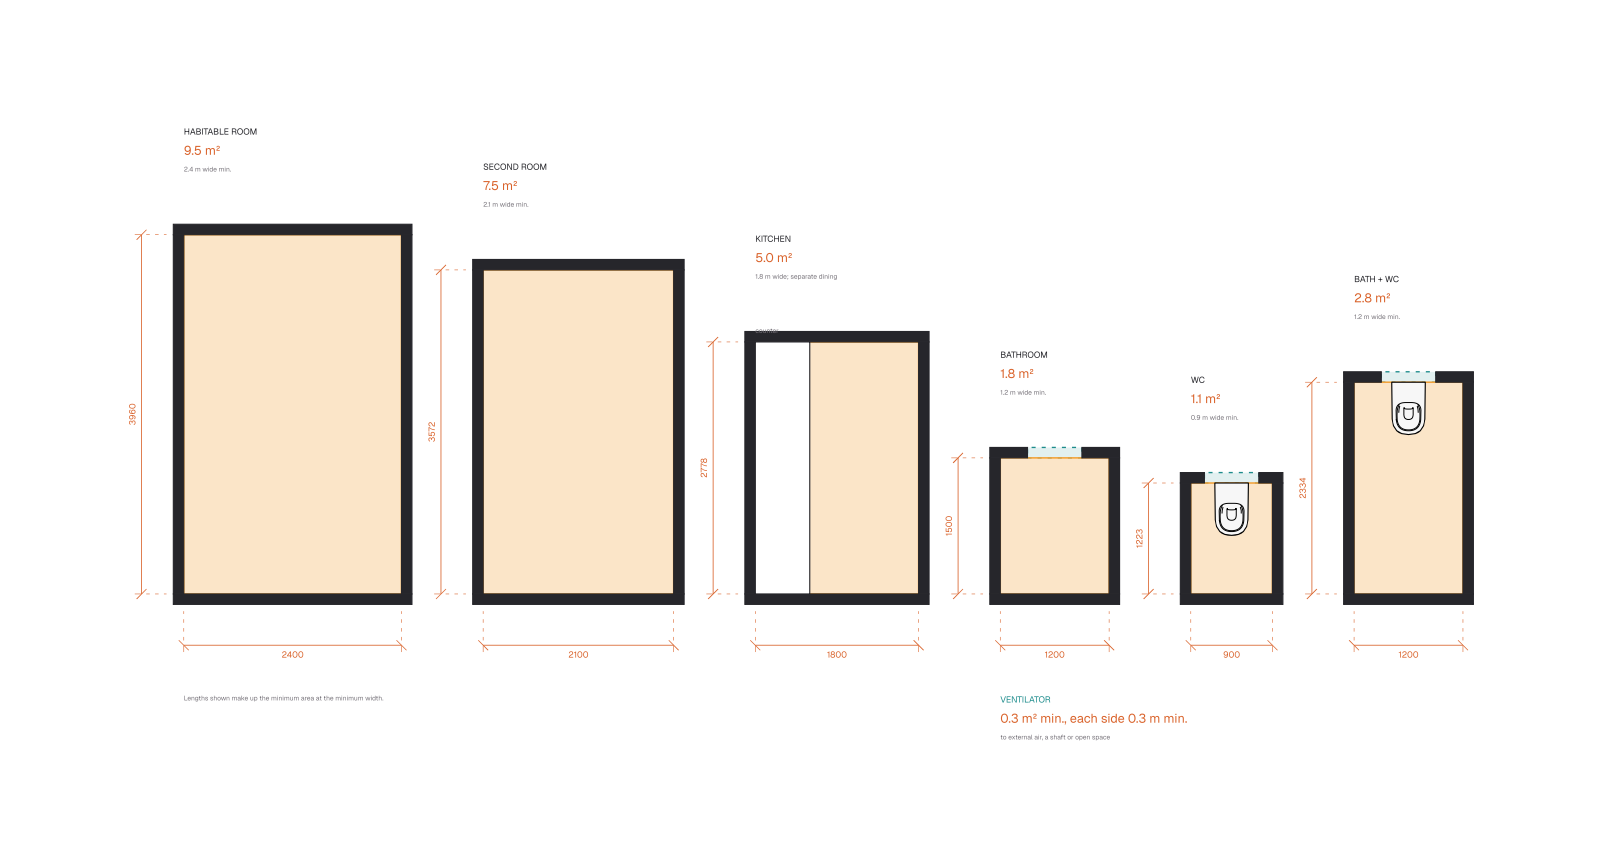 HABITABLE ROOM
9.5 m²
2.4 m wide min.
3960
2400
SECOND ROOM
7.5 m²
2.1 m wide min.
3572
2100
KITCHEN
5.0 m²
1.8 m wide; separate dining
counter
2778
1800
BATHROOM
1.8 m²
1.2 m wide min.
1500
1200
WC
1.1 m²
0.9 m wide min.
1223
900
BATH + WC
2.8 m²
1.2 m wide min.
2334
1200
Lengths shown make up the minimum area at the minimum width.
VENTILATOR
0.3 m² min., each side 0.3 m min.
to external air, a shaft or open space